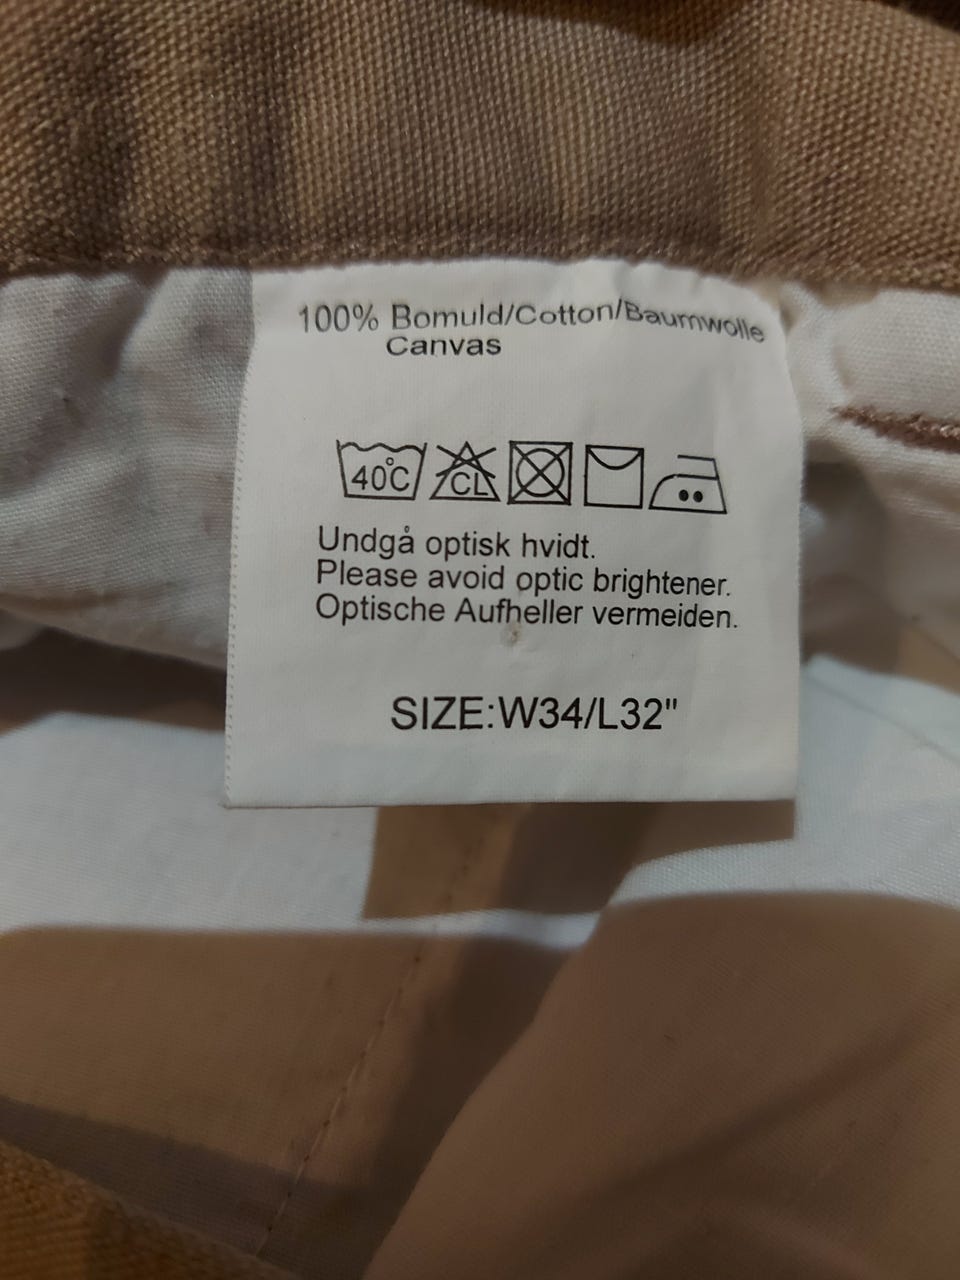 100% Bomuld/Cotton/Baumwolle
Canvas
40°C CL
Undgå optisk hvidt.
Please avoid optic brightener.
Optische Aufheller vermeiden.
SIZE:W34/L32"